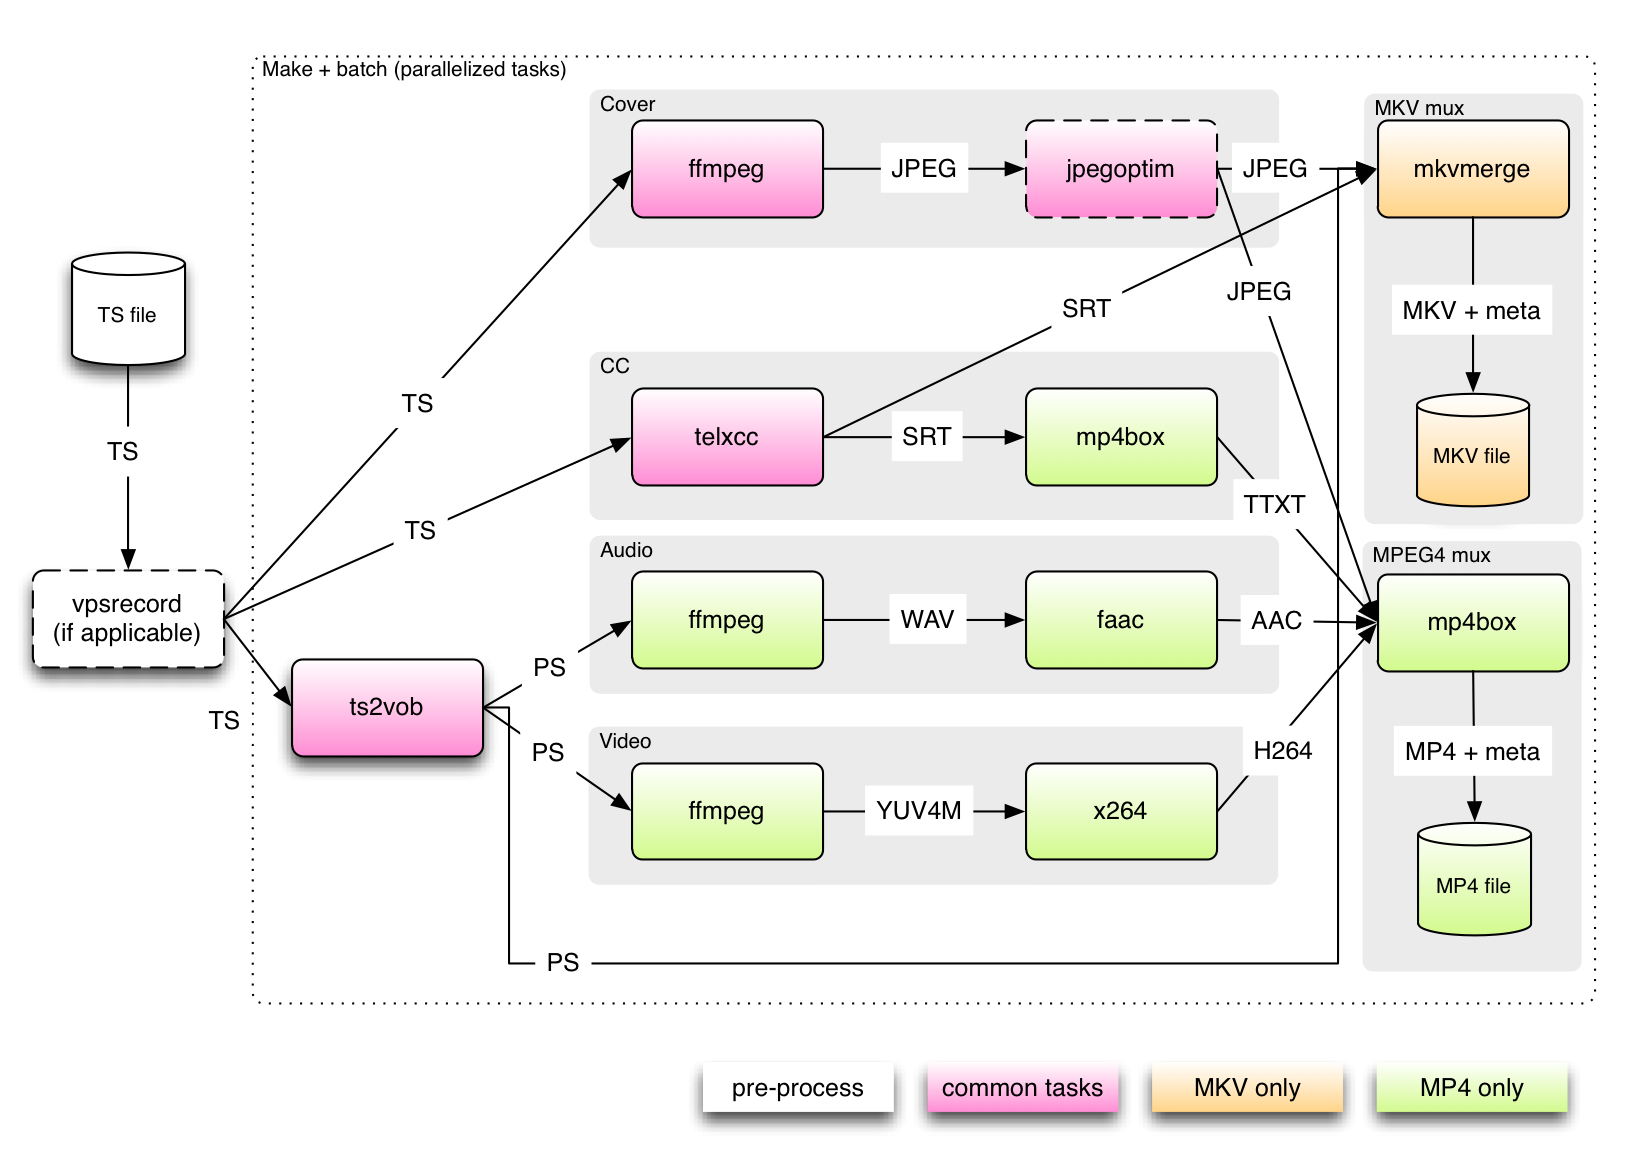 Make + batch (parallelized tasks)
Cover
ffmpeg
JPEG
jpegoptim
JPEG
MKV mux
mkvmerge
TS file
TS
TS
SRT
JPEG
MKV + meta
MKV file
CC
telxcc
SRT
mp4box
TTXT
TS
vpsrecord
(if applicable)
TS
ts2vob
PS
PS
PS
Audio
ffmpeg
WAV
faac
AAC
Video
ffmpeg
YUV4M
x264
H264
MPEG4 mux
mp4box
MP4 + meta
MP4 file
pre-process
common tasks
MKV only
MP4 only